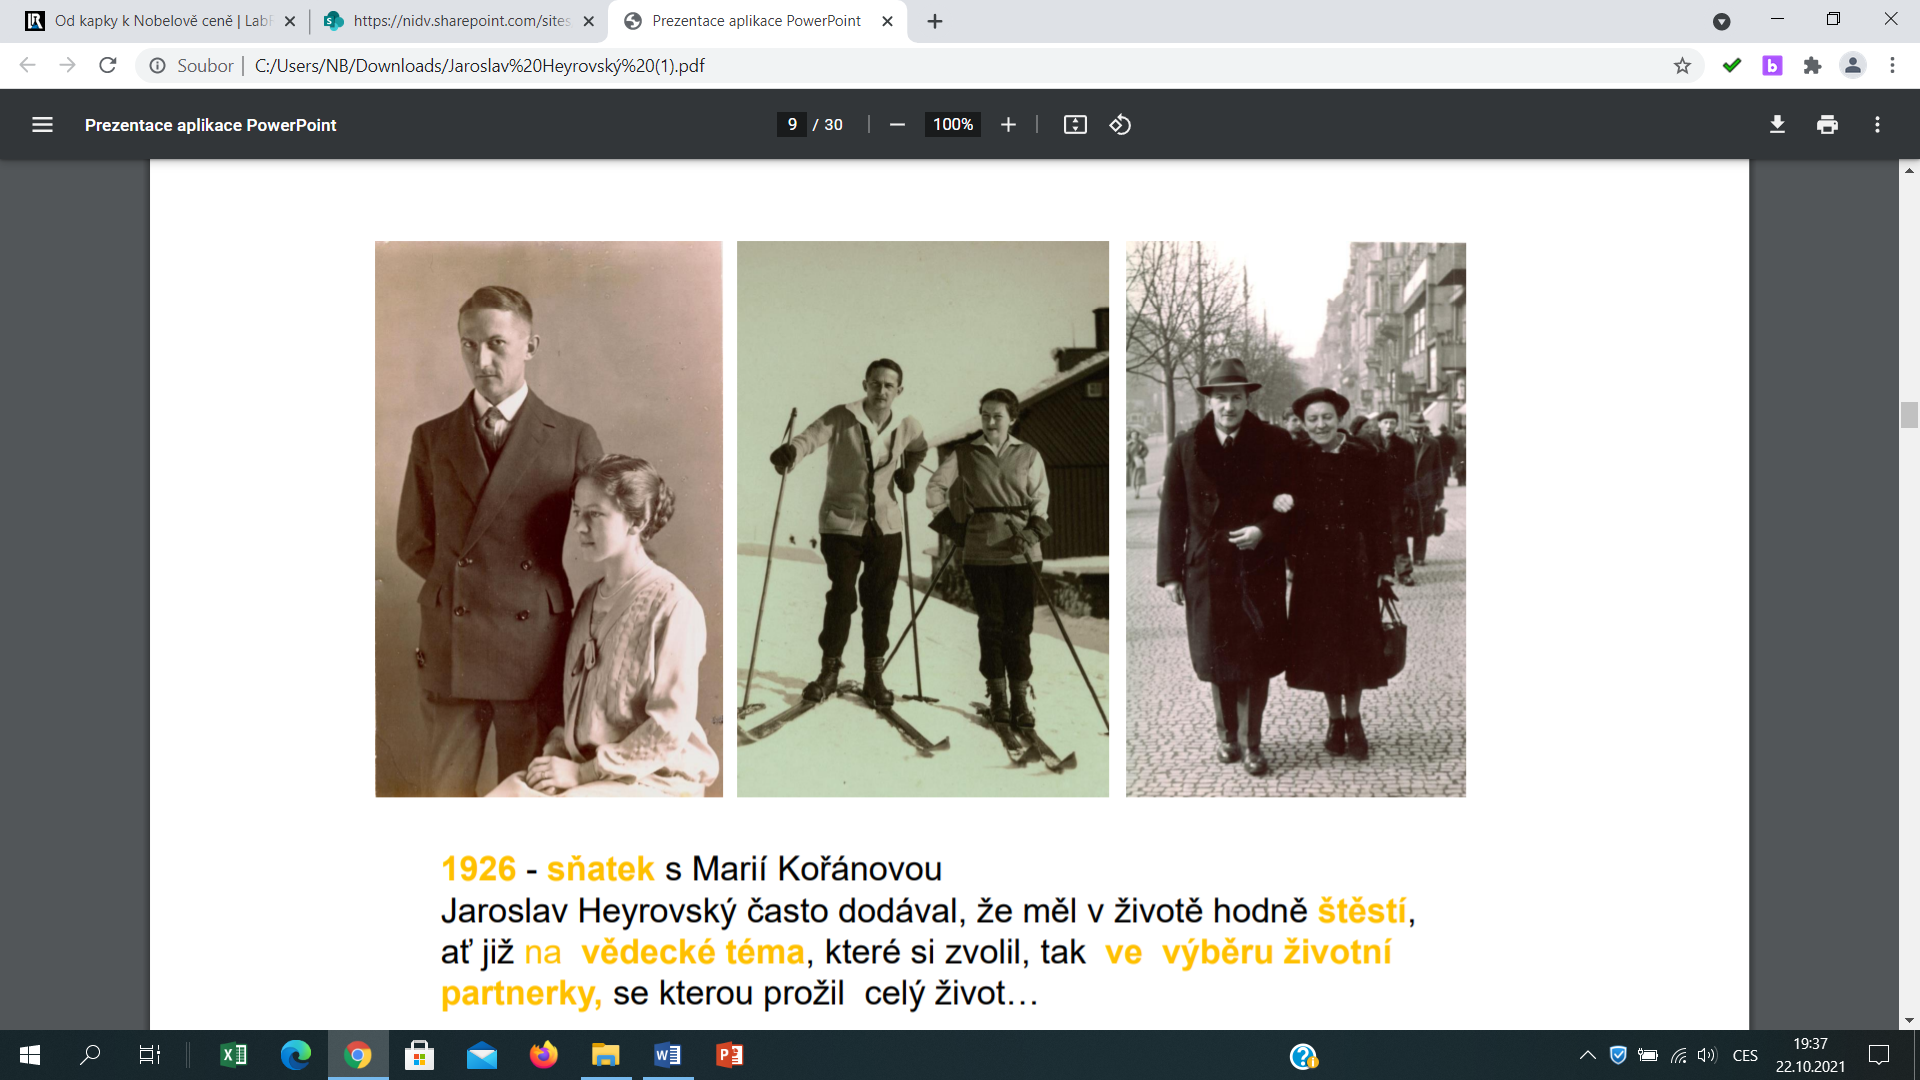 Od kapky k Nobelově ceně | Lab
https://nidv.sharepoint.com/sites
Prezentace aplikace PowerPoint
Soubor
C:/Users/NB/Downloads/Jaroslav%20Heyrovský%20(1).pdf
Prezentace aplikace PowerPoint
9 / 30
100%
1926 - sňatek s Marií Kořánovou
Jaroslav Heyrovský často dodával, že měl v životě hodně štěstí,
ať již na vědecké téma, které si zvolil, tak ve výběru životní
partnerky, se kterou prožil celý život…
CES
19:37
22.10.2021